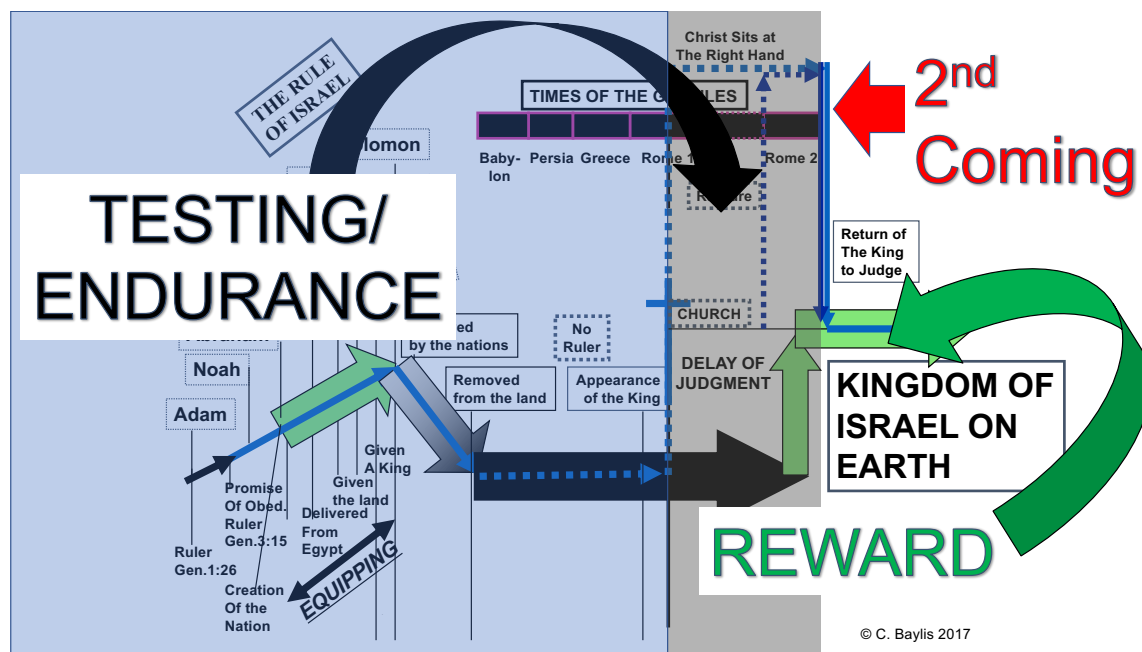 Christ Sits at
The Right Hand
2nd
Coming
THE RULE
OF ISRAEL
TIMES OF THE
Baby-
lon
Persia
Greece
Rome 1
Rome 2
TESTING/
ENDURANCE
Return of
The King
to Judge
CHURCH
No
Ruler
by the nations
Noah
DELAY OF
JUDGMENT
Removed
from the land
Appearance
of the King
KINGDOM OF
ISRAEL ON
EARTH
Adam
Given
A King
Given
the land
Promise
Of Obed.
Ruler
Gen.3:15
Delivered
From
Egypt
REWARD
Ruler
Gen.1:26
EQUIPPING
Creation
Of the
Nation
© C. Baylis 2017